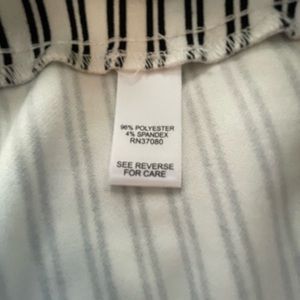 96% POLYESTER
4% SPANDEX
RN37080
SEE REVERSE
FOR CARE